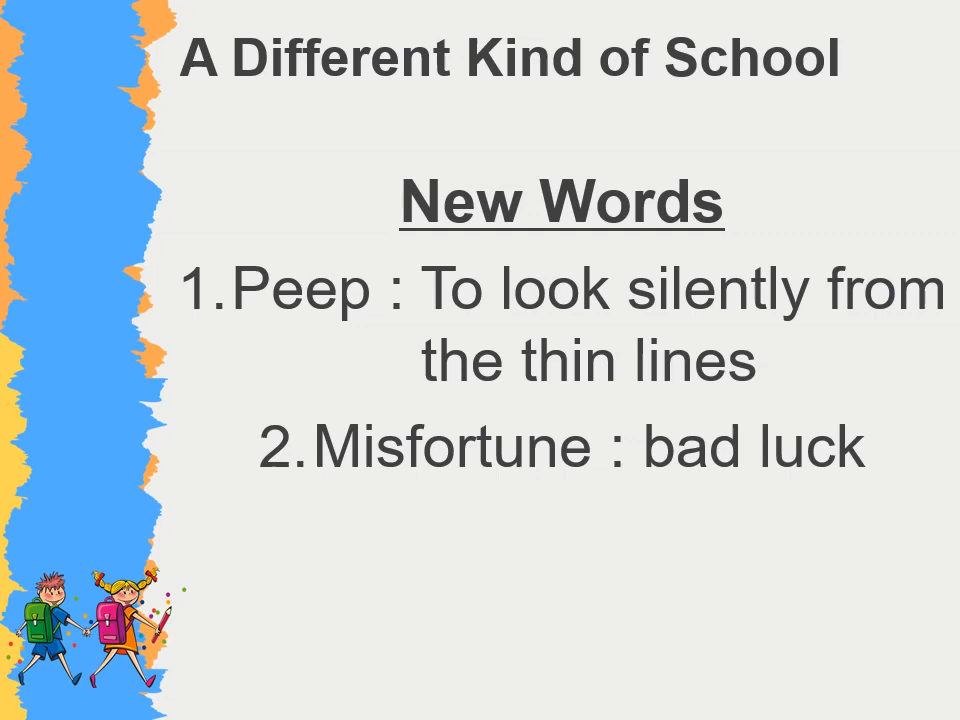 A Different Kind of School
New Words
1. Peep : To look silently from
the thin lines
2. Misfortune : bad luck